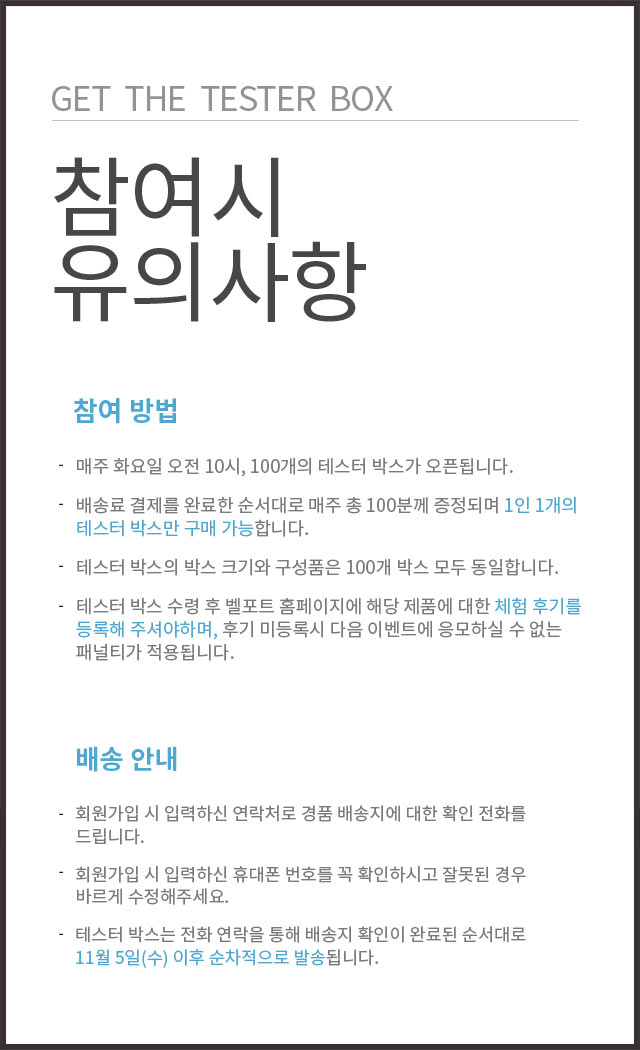 GET THE TESTER BOX
참여시
유의사항
참여 방법
- 매주 화요일 오전 10시, 100개의 테스터 박스가 오픈됩니다.
- 배송료 결제를 완료한 순서대로 매주 총 100분께 증정되며 1인 1개의
테스터 박스만 구매 가능합니다.
- 테스터 박스의 박스 크기와 구성품은 100개 박스 모두 동일합니다.
- 테스터 박스 수령 후 벨포트 홈페이지에 해당 제품에 대한 체험 후기를
등록해 주셔야하며, 후기 미등록시 다음 이벤트에 응모하실 수 없는
패널티가 적용됩니다.
배송 안내
- 회원가입 시 입력하신 연락처로 경품 배송지에 대한 확인 전화를
드립니다.
- 회원가입 시 입력하신 휴대폰 번호를 꼭 확인하시고 잘못된 경우
바르게 수정해주세요.
- 테스터 박스는 전화 연락을 통해 배송지 확인이 완료된 순서대로
11월 5일(수) 이후 순차적으로 발송됩니다.